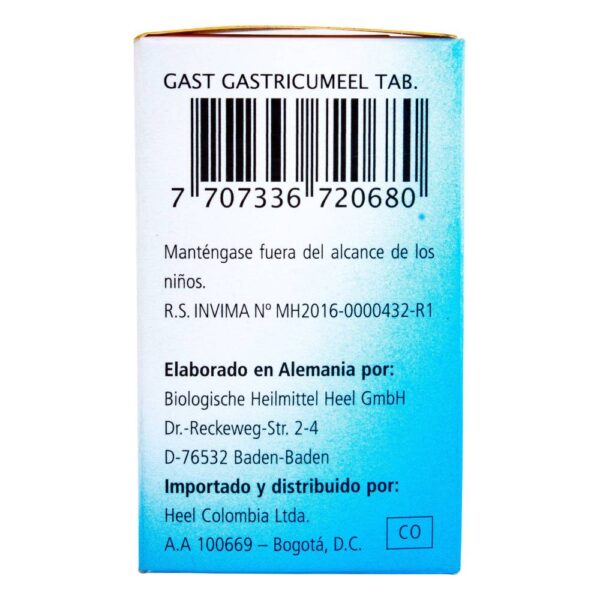 GAST GASTRICUMEEL TAB.
7 707336 720680
Manténgase fuera del alcance de los
niños.
R.S. INVIMA Nº MH2016-0000432-R1
Elaborado en Alemania por:
Biologische Heilmittel Heel GmbH
Dr.-Reckeweg-Str. 2-4
D-76532 Baden-Baden
Importado y distribuido por:
Heel Colombia Ltda.
A.A 100669 – Bogotá, D.C.
CO